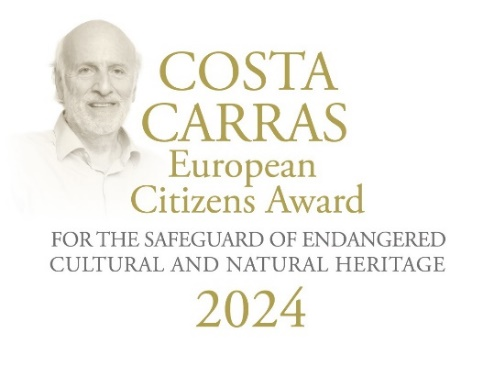 COSTA
CARRAS
European
Citizens Award
FOR THE SAFEGUARD OF ENDANGERED
CULTURAL AND NATURAL HERITAGE
2024